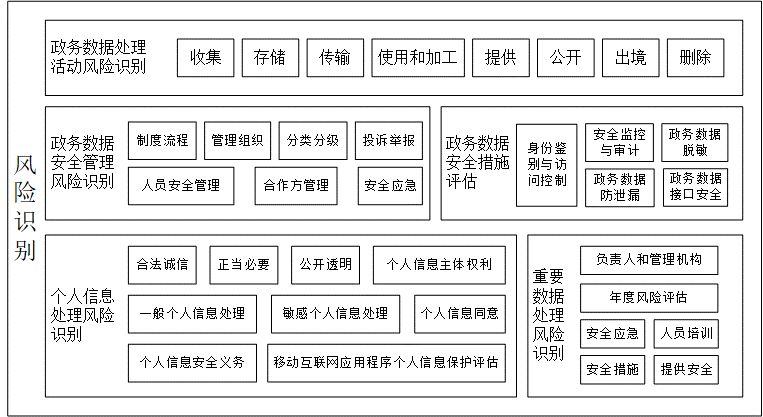 风
险
识
别
政务数据处理
活动风险识别
收集
存储
传输
使用和加工
提供
公开
出境
删除
政务数据
安全管理
风险识别
制度流程
管理组织
分类分级
投诉举报
人员安全管理
合作方管理
安全应急
政务数据
安全措施
评估
身份鉴
别与访
问控制
安全监控
与审计
政务数据
脱敏
政务数据
防泄漏
政务数据
接口安全
个人信息
处理风险
识别
合法诚信
正当必要
公开透明
个人信息主体权利
一般个人信息处理
敏感个人信息处理
个人信息同意
个人信息安全义务
移动互联网应用程序个人信息保护评估
重要
数据
处理
风险
识别
负责人和管理机构
年度风险评估
安全应急
人员培训
安全措施
提供安全